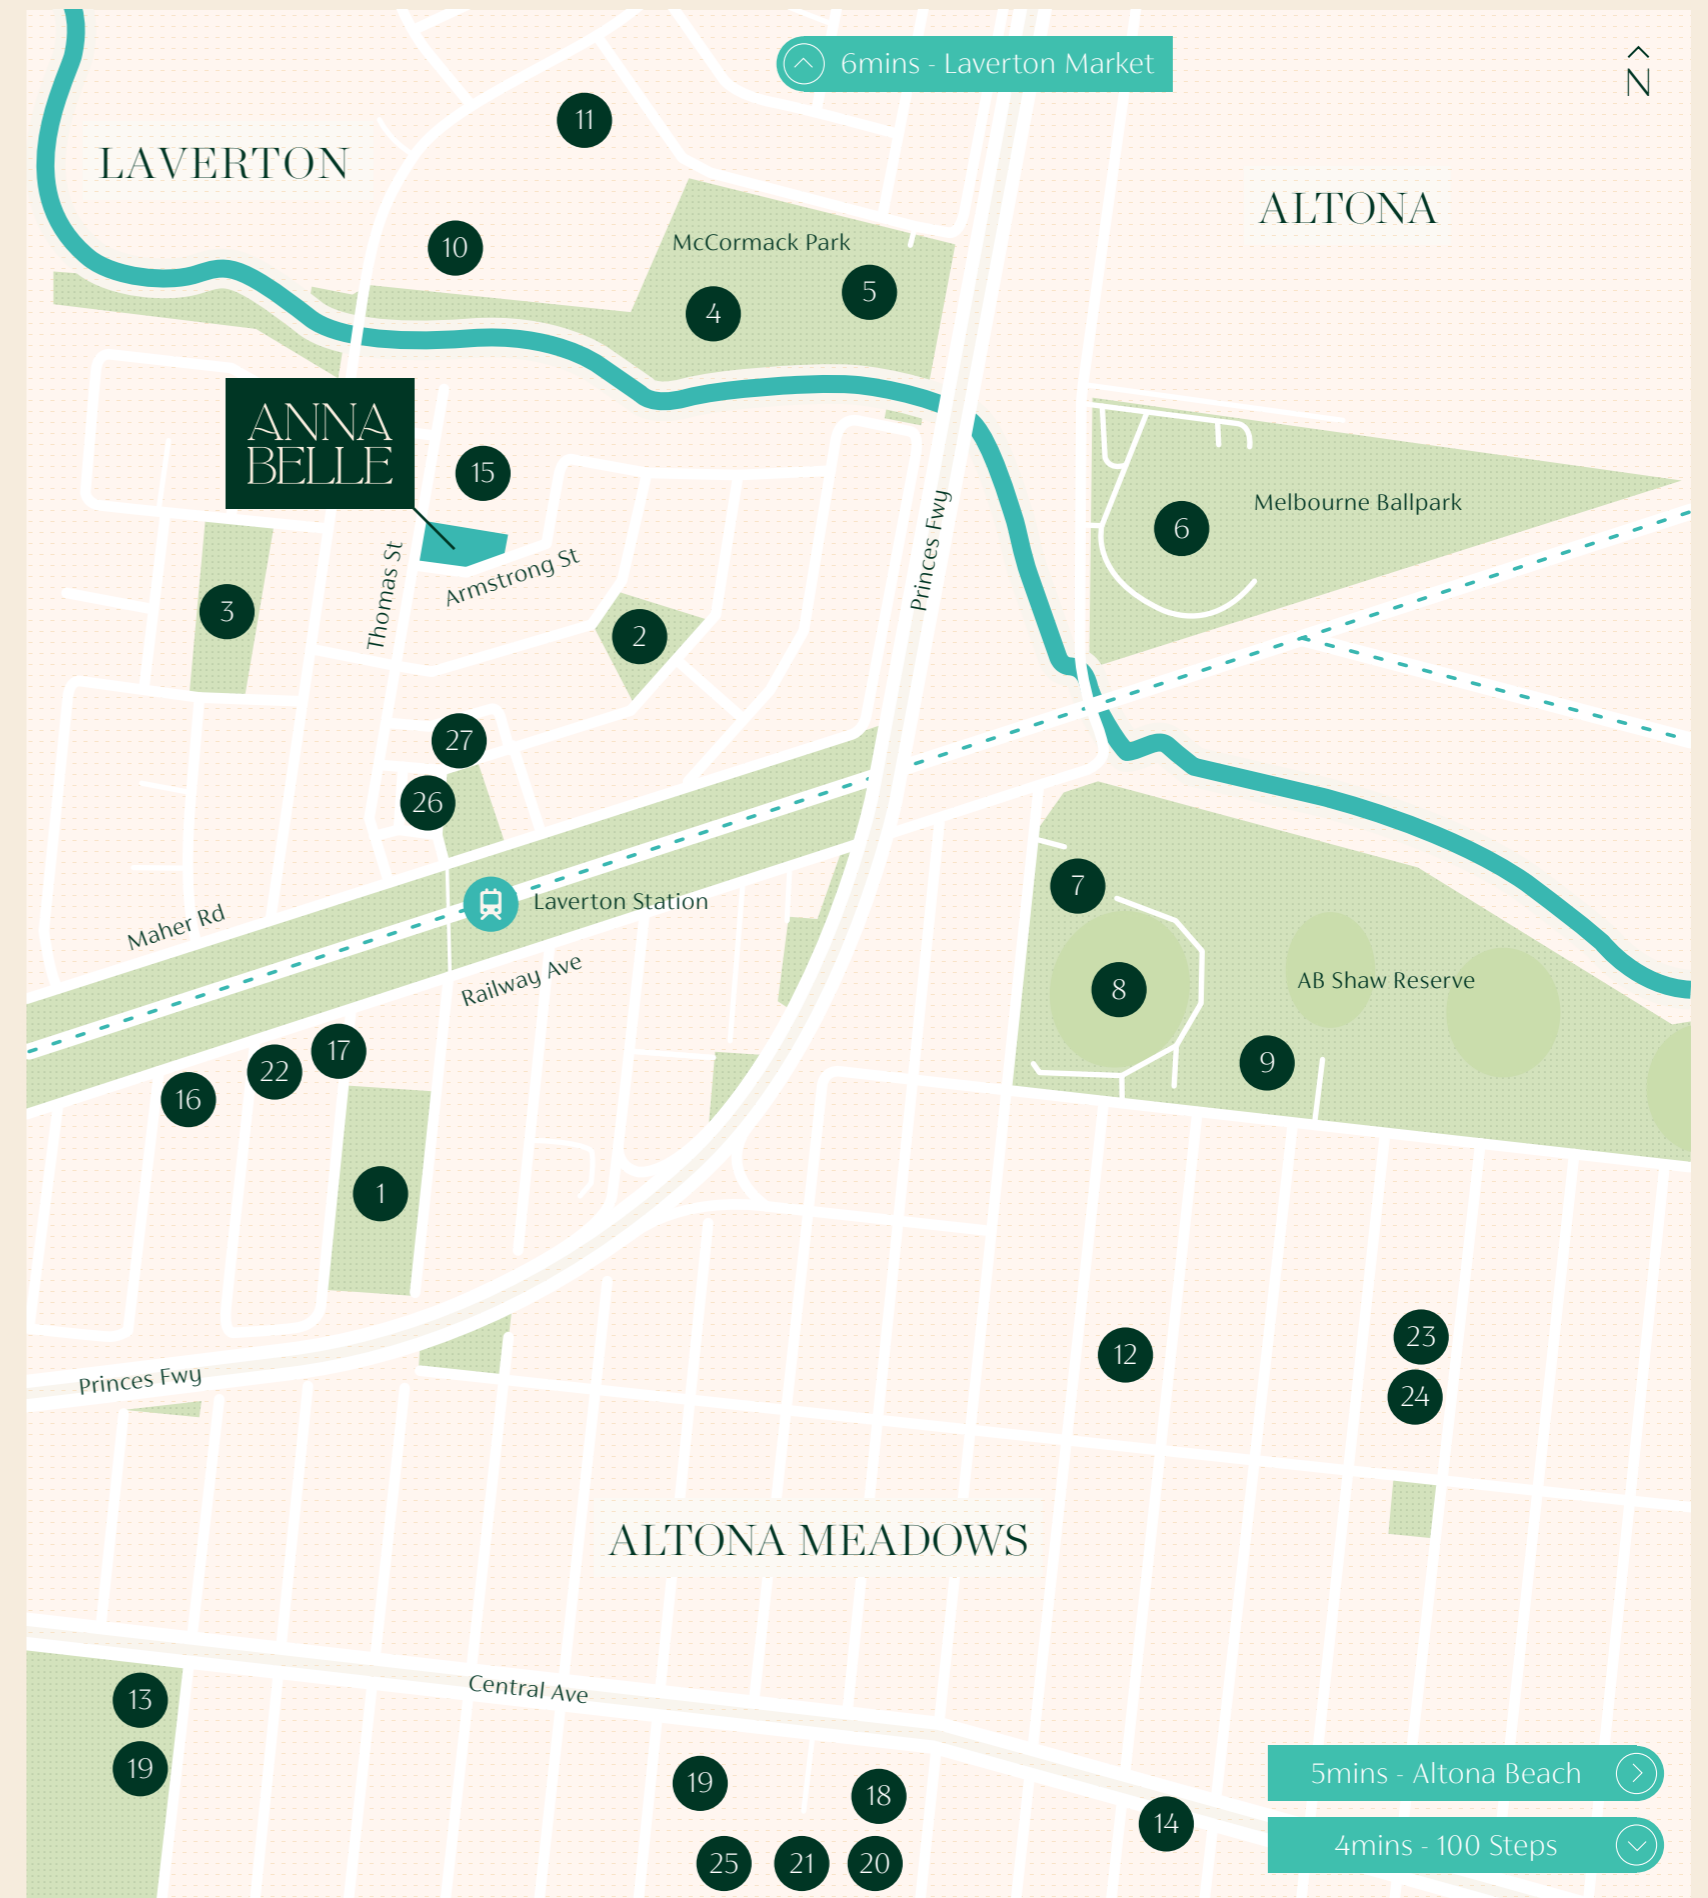 6mins - Laverton Market
N
11
LAVERTON
ALTONA
10
McCormack Park
5
4
ANNA
BELLE
15
Melbourne Ballpark
6
Princes Fwy
Thomas St
Armstrong St
3
2
27
26
7
Laverton Station
Maher Rd
Railway Ave
8
AB Shaw Reserve
9
17
22
16
1
23
12
Princes Fwy
24
ALTONA MEADOWS
Central Ave
13
19
19
18
14
5mins - Altona Beach
4mins - 100 Steps
25
21
20